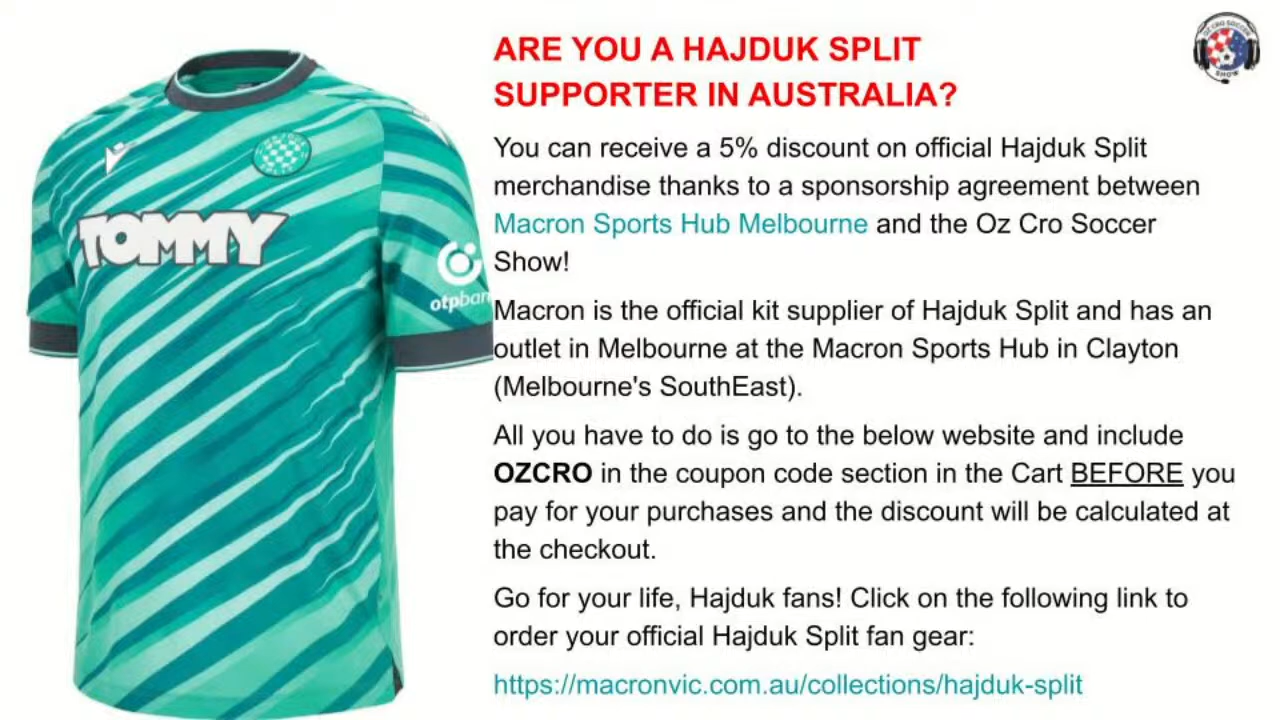 ARE YOU A HAJDUK SPLIT
SUPPORTER IN AUSTRALIA?
You can receive a 5% discount on official Hajduk Split
merchandise thanks to a sponsorship agreement between
Macron Sports Hub Melbourne and the Oz Cro Soccer
Show!
Macron is the official kit supplier of Hajduk Split and has an
outlet in Melbourne at the Macron Sports Hub in Clayton
(Melbourne's SouthEast).
All you have to do is go to the below website and include
OZCRO in the coupon code section in the Cart BEFORE you
pay for your purchases and the discount will be calculated at
the checkout.
Go for your life, Hajduk fans! Click on the following link to
order your official Hajduk Split fan gear:
https://macronvic.com.au/collections/hajduk-split
TOMMY
otpban
OZ CRO SOCCER
SHOW